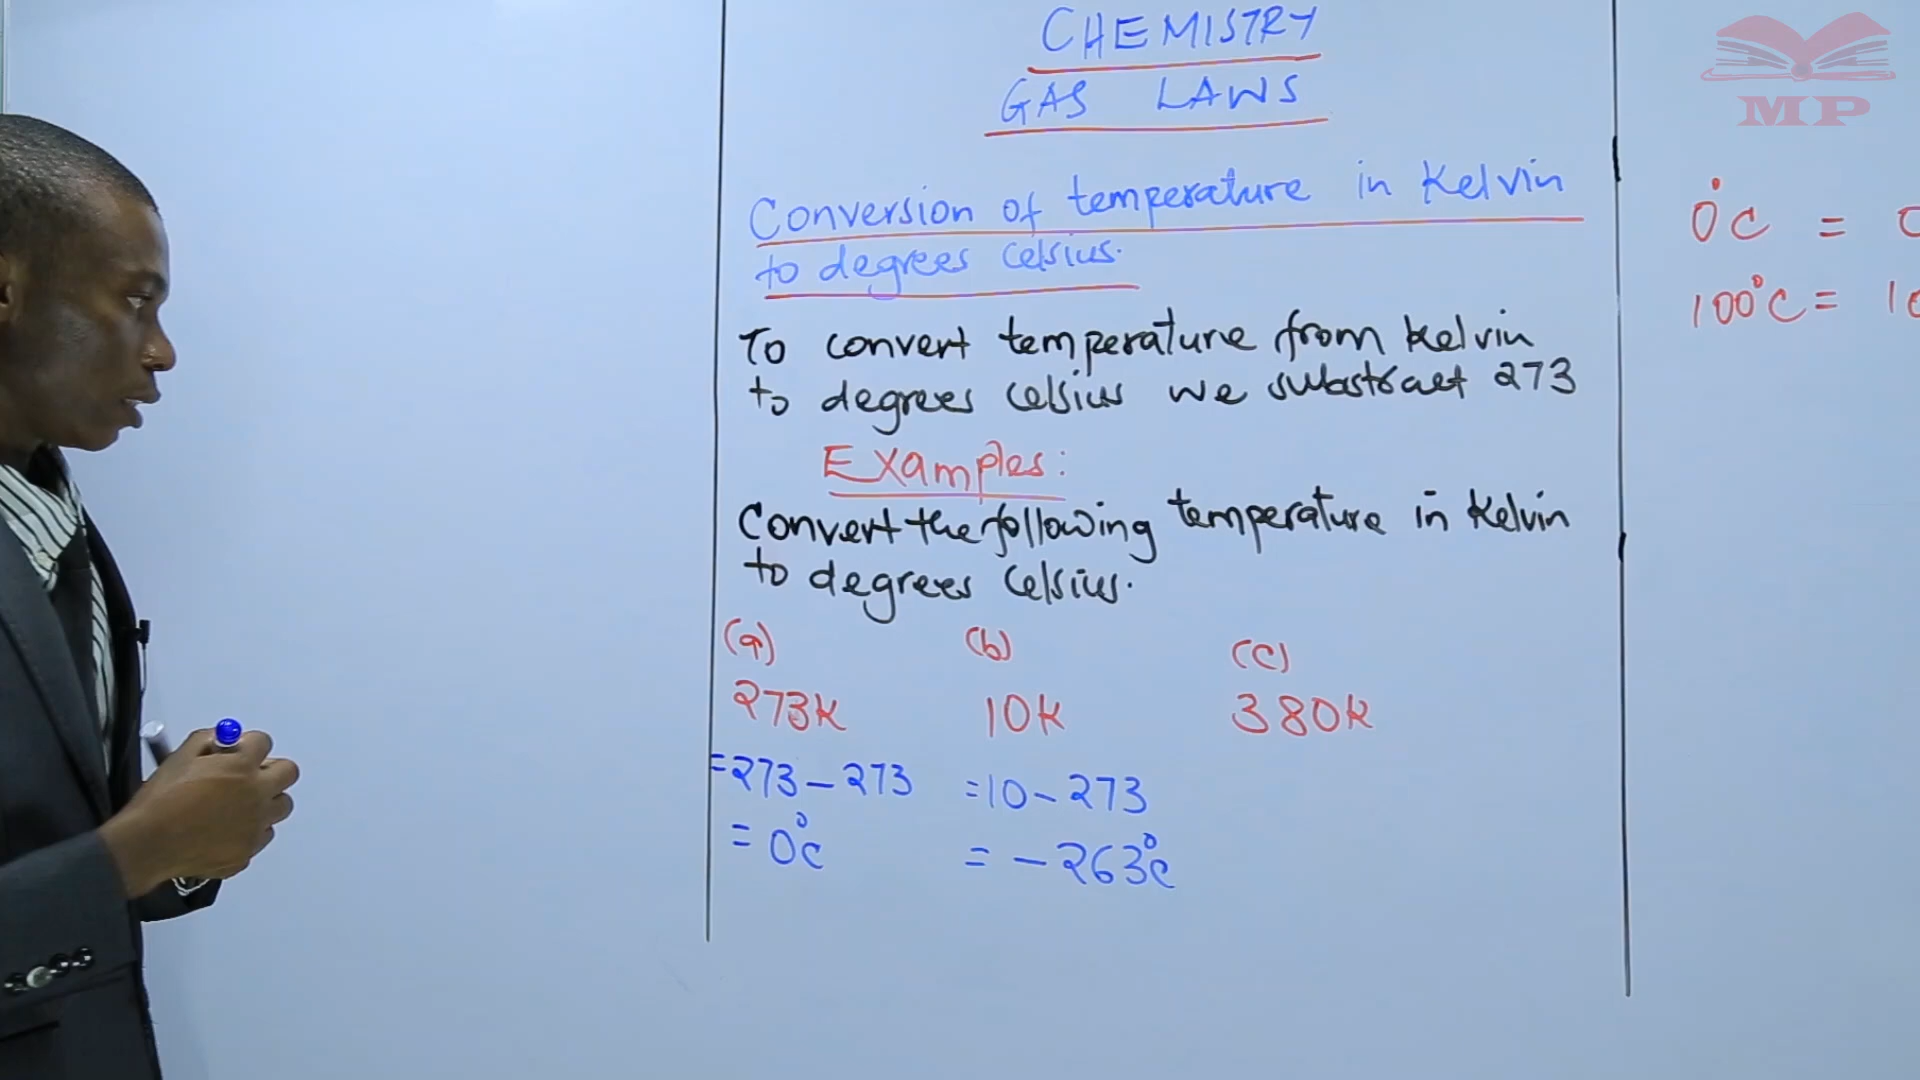 CHEMISTRY
GAS LAWS
Conversion of temperature in Kelvin
to degrees celsius.
To convert temperature from Kelvin
to degrees celsius we substract 273
Examples:
Convert the following temperature in Kelvin
to degrees celsius.
(a) (b) (c)
273K 10K 380K
=273-273 =10-273
=0°c =-263°c
0°C =
100°C = 10
MP